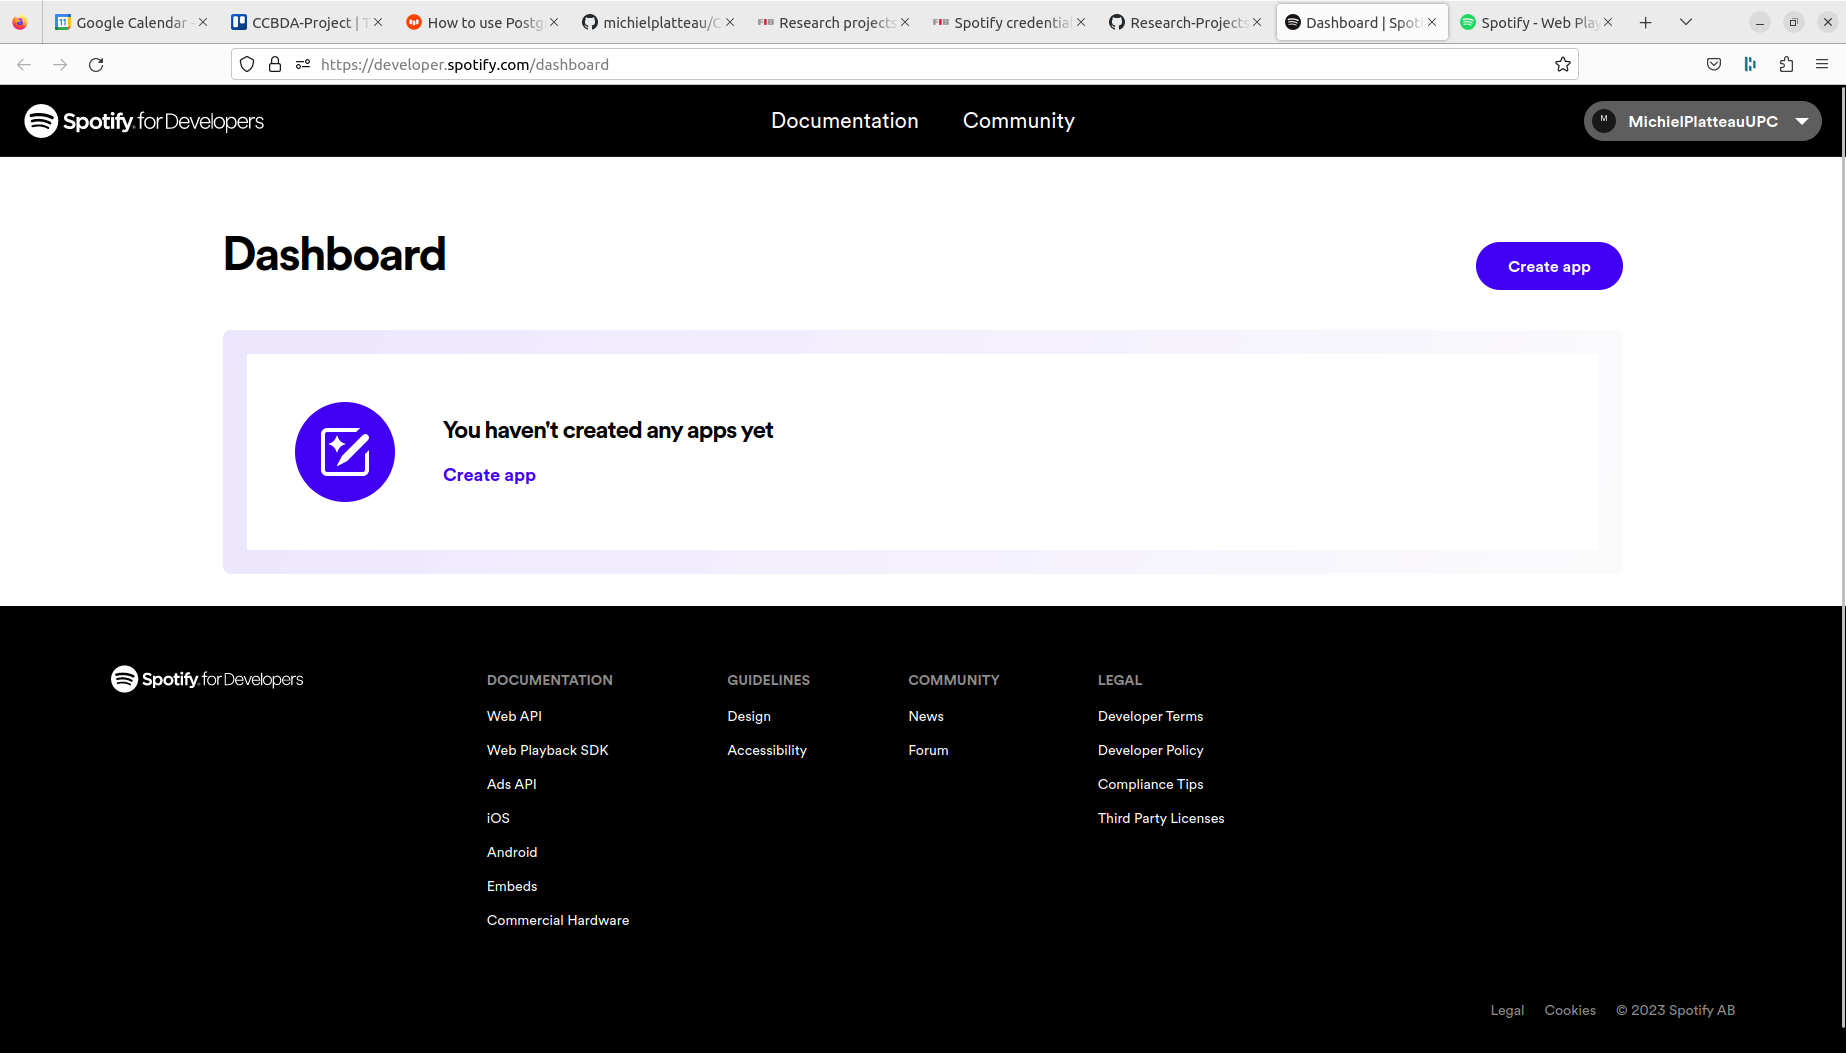 Google Calendar -
CCBDA-Project | T
How to use Postg
michielplatteau/C
Research projects
Spotify credential
Research-Projects
Dashboard | Spoti
Spotify - Web Play
https://developer.spotify.com/dashboard
Spotify for Developers
Documentation
Community
M
MichielPlatteauUPC
Dashboard
Create app
You haven't created any apps yet
Create app
Spotify for Developers
DOCUMENTATION
Web API
Web Playback SDK
Ads API
iOS
Android
Embeds
Commercial Hardware
GUIDELINES
Design
Accessibility
COMMUNITY
News
Forum
LEGAL
Developer Terms
Developer Policy
Compliance Tips
Third Party Licenses
Legal
Cookies
© 2023 Spotify AB